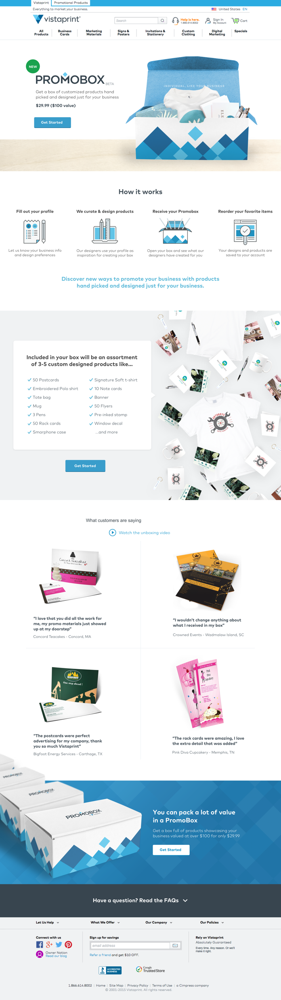 Vistaprint
Promotional Products
Everything to market your business.
United States EN
vistaprint
Search
Help is here.
1.866.614.8002
Sign In
My Account
Cart
All
Products
Business
Cards
Marketing
Materials
Signs &
Posters
Invitations &
Stationery
Custom
Clothing
Digital
Marketing
Specials
NEW
PROMOBOX
BETA
Get a box of customized products hand
picked and designed just for your business
$29.99 ($100 value)
Get Started
INDIVIDUAL, LIKE YOUR BUSINESS
How it works
Fill out your profile
Let us know your business info
and design preferences
We curate & design products
Our designers use your profile as
inspiration for creating your box
Receive your Promobox
Open your box and see what our
designers have created for you
Reorder your favorite items
Your designs and products are
saved to your account
Discover new ways to promote your business with products
hand picked and designed just for your business.
Included in your box will be an assortment
of 3-5 custom designed products like...
50 Postcards
Embroidered Polo shirt
Tote bag
Mug
3 Pens
50 Rack cards
Smarphone case
Signature Soft t-shirt
10 Note cards
Banner
50 Flyers
Pre-inked stamp
Window decal
...and more
Get Started
AUTOBOYS
AUTO SERVICE
What customers are saying
Watch the unboxing video
Concord teacakes
"I love that you did all the work for
me, my promo materials just showed
up at my doorstep"
Concord Teacakes - Concord, MA
"I wouldn't change anything about
what I received in my box"
Crowned Events - Wadmalaw Island, SC
BIGFOOT
One step ahead !
"The postcards were perfect
advertising for my company, thank
you so much Vistaprint"
Bigfoot Energy Services - Carthage, TX
Pink
Diva
Cupcakery
"The rack cards were amazing, I love
the extra detail that was added"
Pink Diva Cupcakery - Memphis, TN
PROMOBOX
PROMOBOX
PROMOBOX
You can pack a lot of value
in a PromoBox
Get a box full of products showcasing your
business valued at over $100 for only $29.99
Get Started
Have a question? Read the FAQs
Let Us Help
What We Offer
Our Company
Our Policies
Connect with us
Owner Nation
Read our blog
Sign up for savings
email address
Refer a friend and get $10 OFF.
Rely on Vistaprint
Absolutely Guaranteed
Every time. Any reason. Or we'll
make it right.
BBB
ACCREDITED
BUSINESS
Google
Trusted Store
1.866.614.8002 | Home | Site Map | Privacy Policy | Terms of Use | a Cimpress company
© 2001-2015 Vistaprint. All rights reserved.